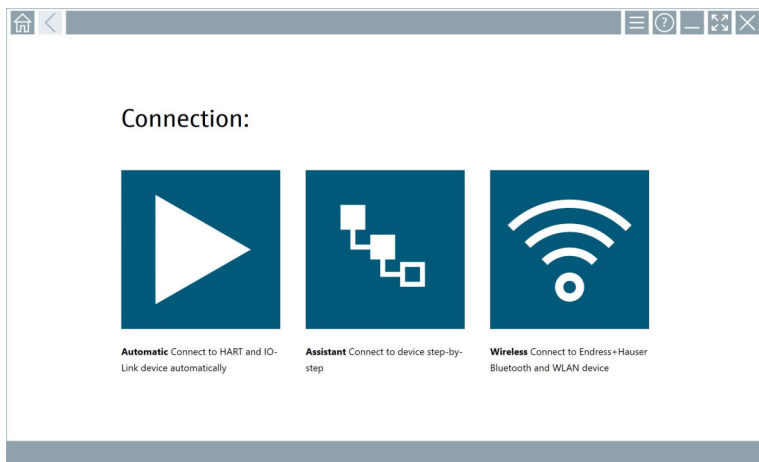 Connection:
Automatic Connect to HART and IO-
Link device automatically
Assistant Connect to device step-by-
step
Wireless Connect to Endress+Hauser
Bluetooth and WLAN device